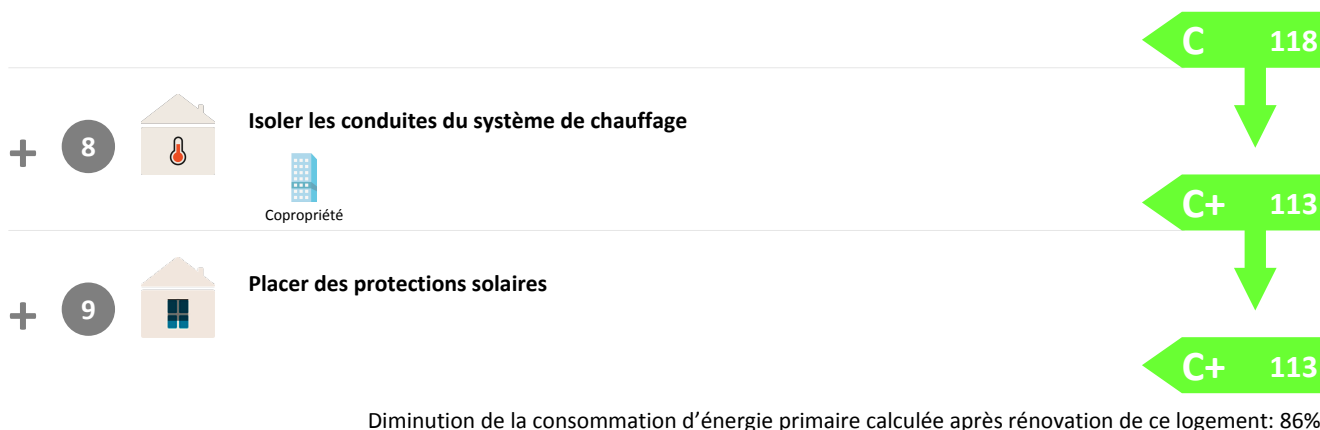 C 118
+ 8 Isoler les conduites du système de chauffage
Copropriété
C+ 113
+ 9 Placer des protections solaires
C+ 113
Diminution de la consommation d’énergie primaire calculée après rénovation de ce logement: 86%